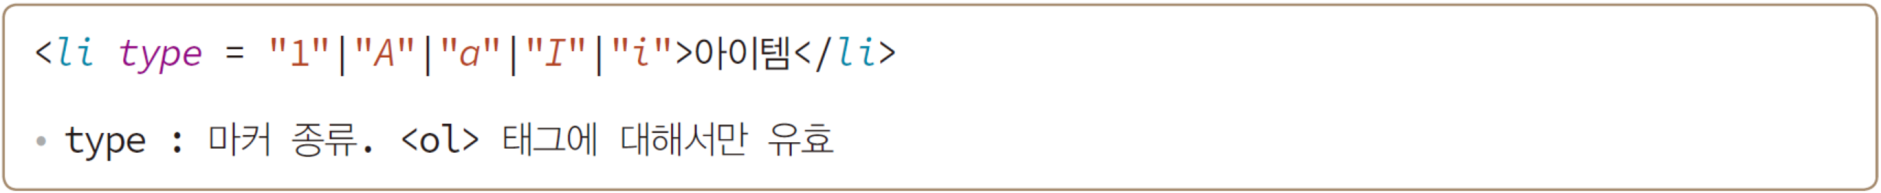 <li type = "1"|"A"|"a"|"I"|"i">아이템</li>
• type : 마커 종류. <ol> 태그에 대해서만 유효